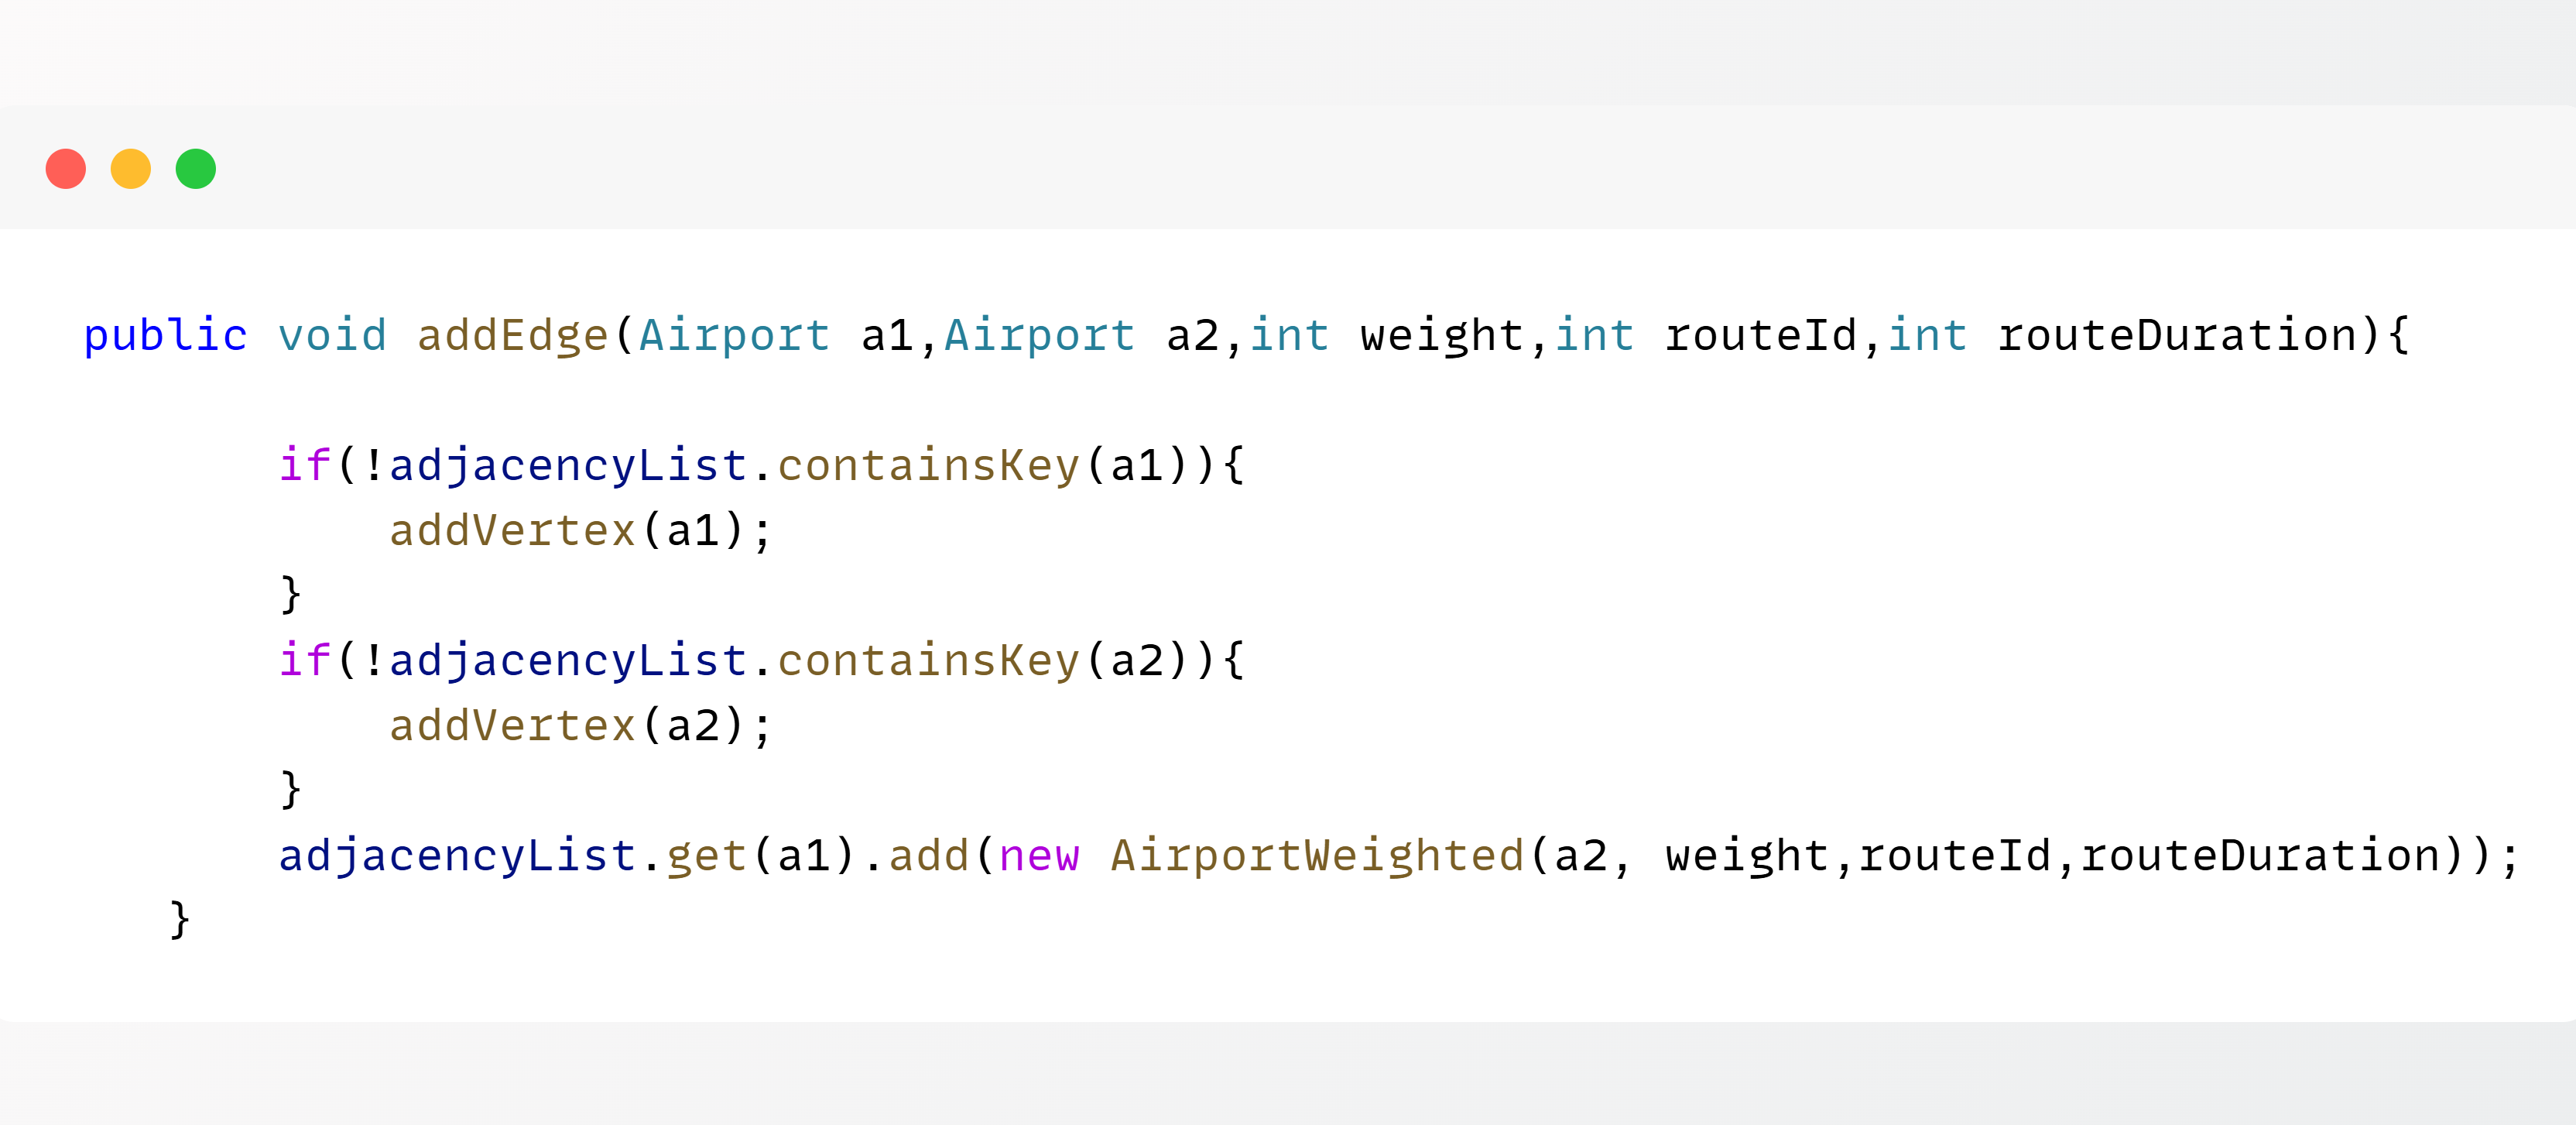 public void addEdge(Airport a1,Airport a2,int weight,int routeId,int routeDuration){
if(!adjacencyList.containsKey(a1)){
addVertex(a1);
}
if(!adjacencyList.containsKey(a2)){
addVertex(a2);
}
adjacencyList.get(a1).add(new AirportWeighted(a2, weight,routeId,routeDuration));
}